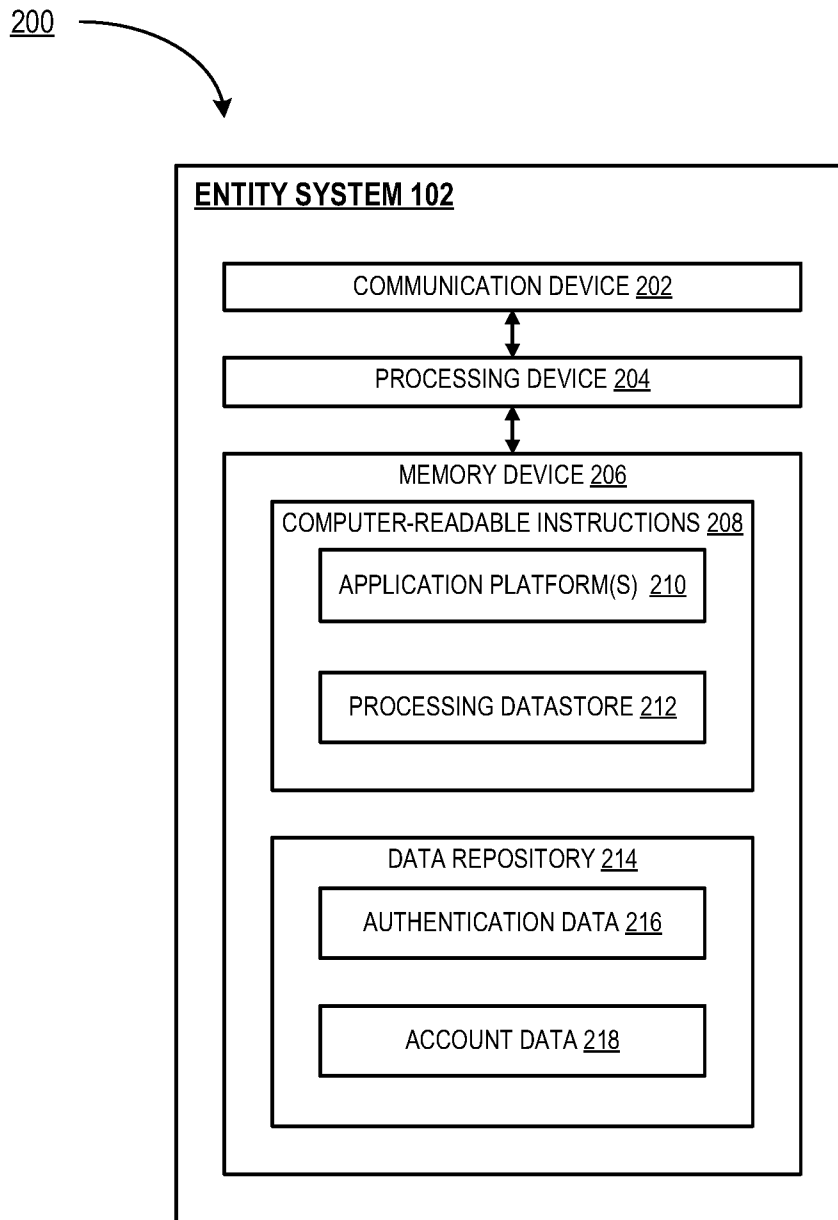 200
ENTITY SYSTEM 102
COMMUNICATION DEVICE 202
PROCESSING DEVICE 204
MEMORY DEVICE 206
COMPUTER-READABLE INSTRUCTIONS 208
APPLICATION PLATFORM(S) 210
PROCESSING DATASTORE 212
DATA REPOSITORY 214
AUTHENTICATION DATA 216
ACCOUNT DATA 218